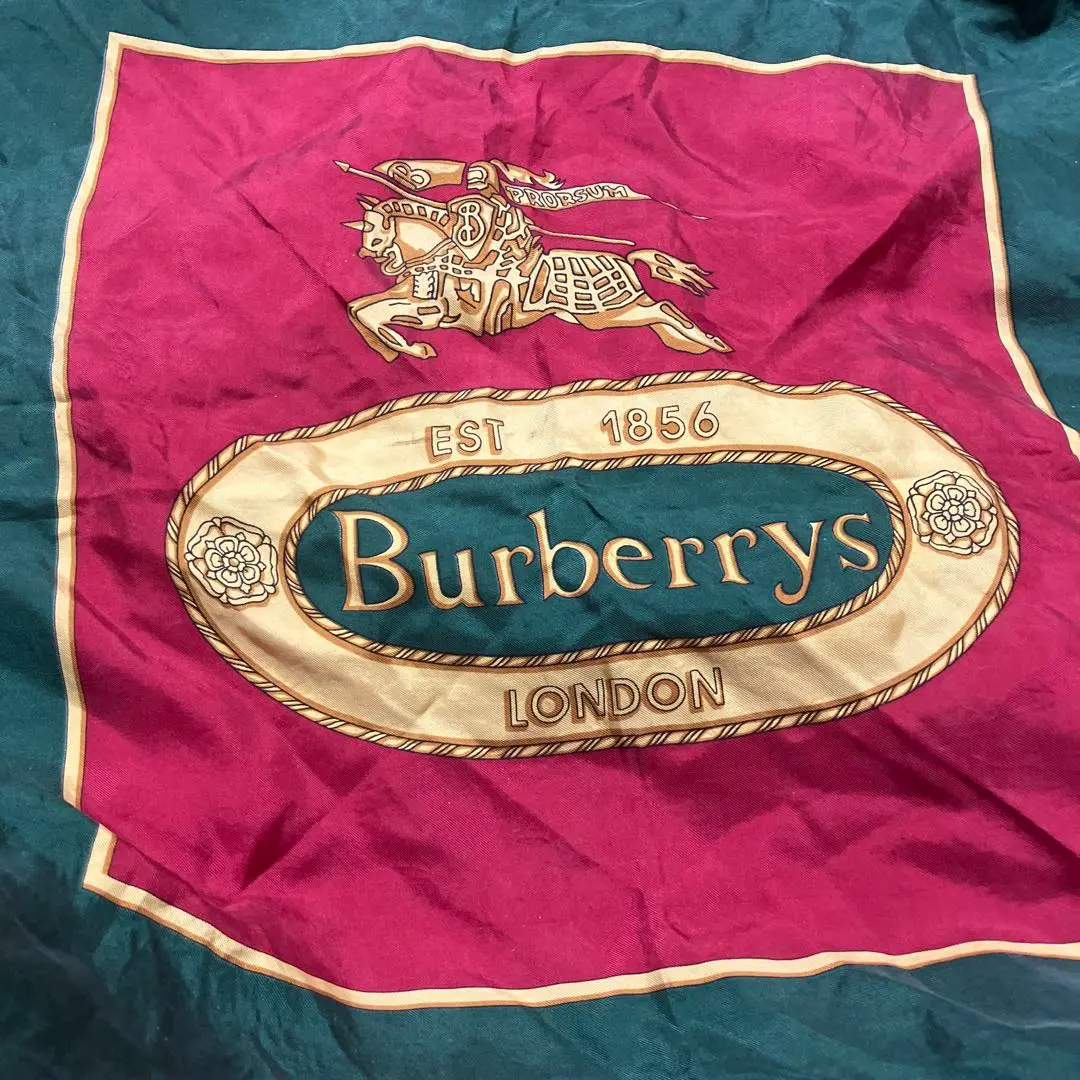 PRORSUM
B
EST 1856
Burberrys
LONDON